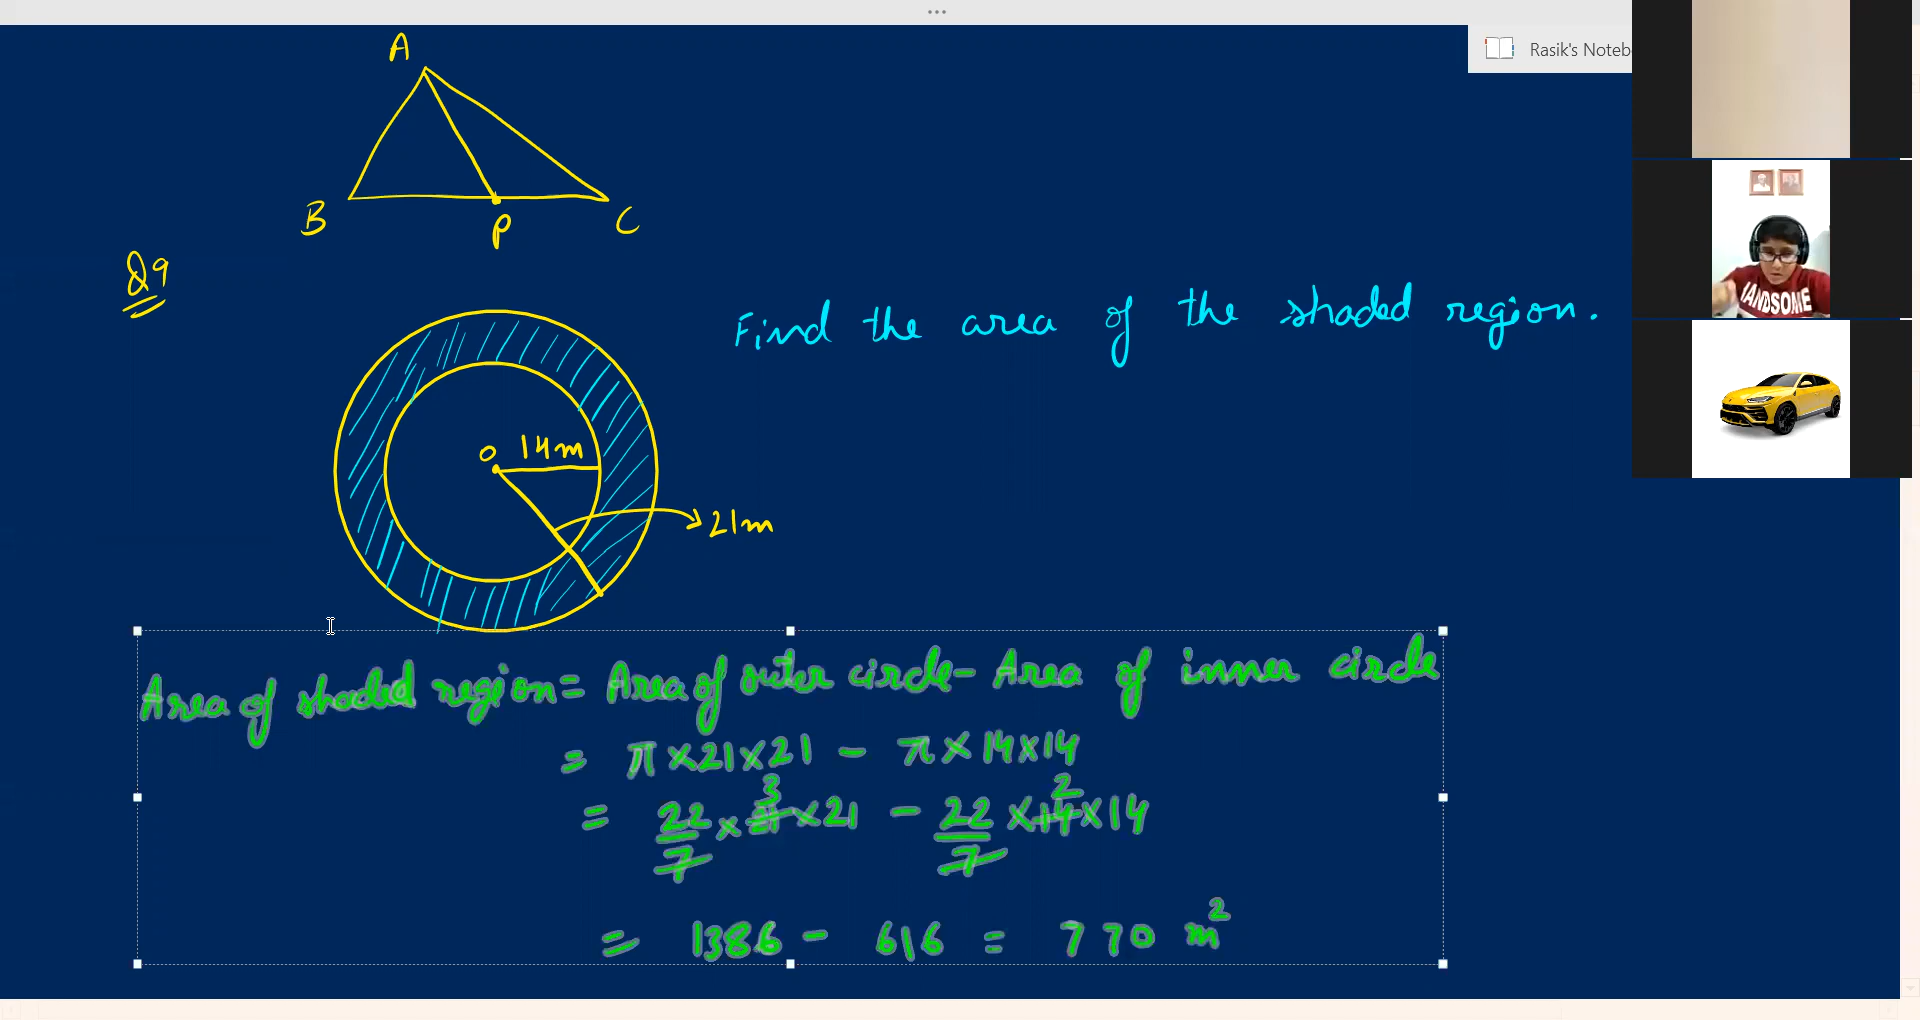 Rasik's Noteb
A
B
P
C
Q9
Find the area of the shaded region.
O
14m
21m
Area of shaded region = Area of outer circle - Area of inner circle
= π × 21 × 21 - π × 14 × 14
3 2
= 22/7 × 21 × 21 - 22/7 × 14 × 14
= 1386 - 616 = 770 m²
HANDSOME